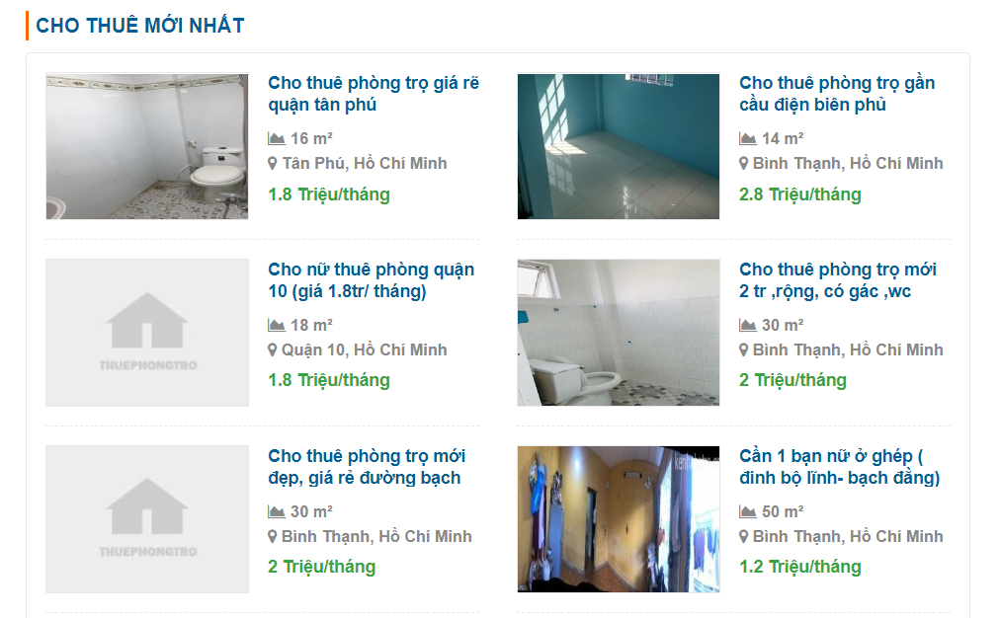 CHO THUÊ MỚI NHẤT
Cho thuê phòng trọ giá rẽ
quận tân phú
16 m²
Tân Phú, Hồ Chí Minh
1.8 Triệu/tháng
Cho thuê phòng trọ gần
cầu điện biên phủ
14 m²
Bình Thạnh, Hồ Chí Minh
2.8 Triệu/tháng
THUEPHONGTRO
Cho nữ thuê phòng quận
10 (giá 1.8tr/ tháng)
18 m²
Quận 10, Hồ Chí Minh
1.8 Triệu/tháng
Cho thuê phòng trọ mới
2 tr ,rộng, có gác ,wc
30 m²
Bình Thạnh, Hồ Chí Minh
2 Triệu/tháng
THUEPHONGTRO
Cho thuê phòng trọ mới
đẹp, giá rẻ đường bạch
30 m²
Bình Thạnh, Hồ Chí Minh
2 Triệu/tháng
Cần 1 bạn nữ ở ghép (
đinh bộ lĩnh- bạch đằng)
50 m²
Bình Thạnh, Hồ Chí Minh
1.2 Triệu/tháng